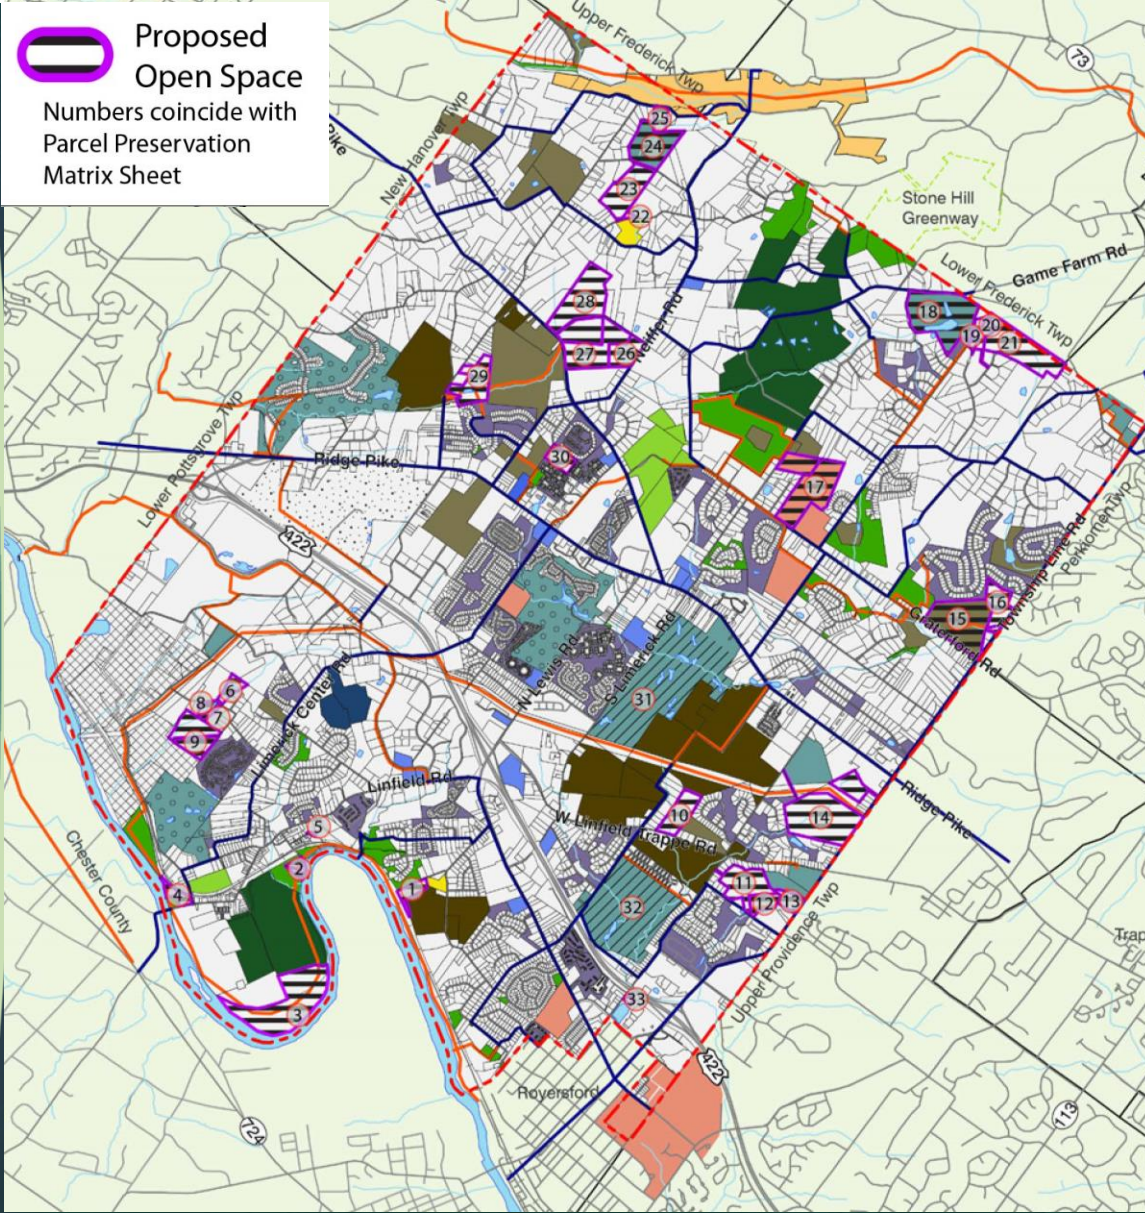 Proposed
Open Space
Numbers coincide with
Parcel Preservation
Matrix Sheet
Pike
Upper Frederick Twp
73
New Hanover Twp
25
24
23
22
Stone Hill
Greenway
Lower Frederick Twp
Game Farm Rd
28
Neiffer Rd
18
19
20
21
27
26
29
Lower Pottsgrove Twp
Ridge Pike
30
17
422
Township Line Rd
Perkiomen Twp
16
15
Gratersford Rd
N Lewis Rd
S Limerick Rd
31
6
8
7
9
Limerick Center Rd
Linfield Rd
Ridge Pike
10
14
W Linfield Trappe Rd
5
Chester County
2
4
1
11
12
13
32
Upper Providence Twp
Trap
3
33
422
Royersford
724
113